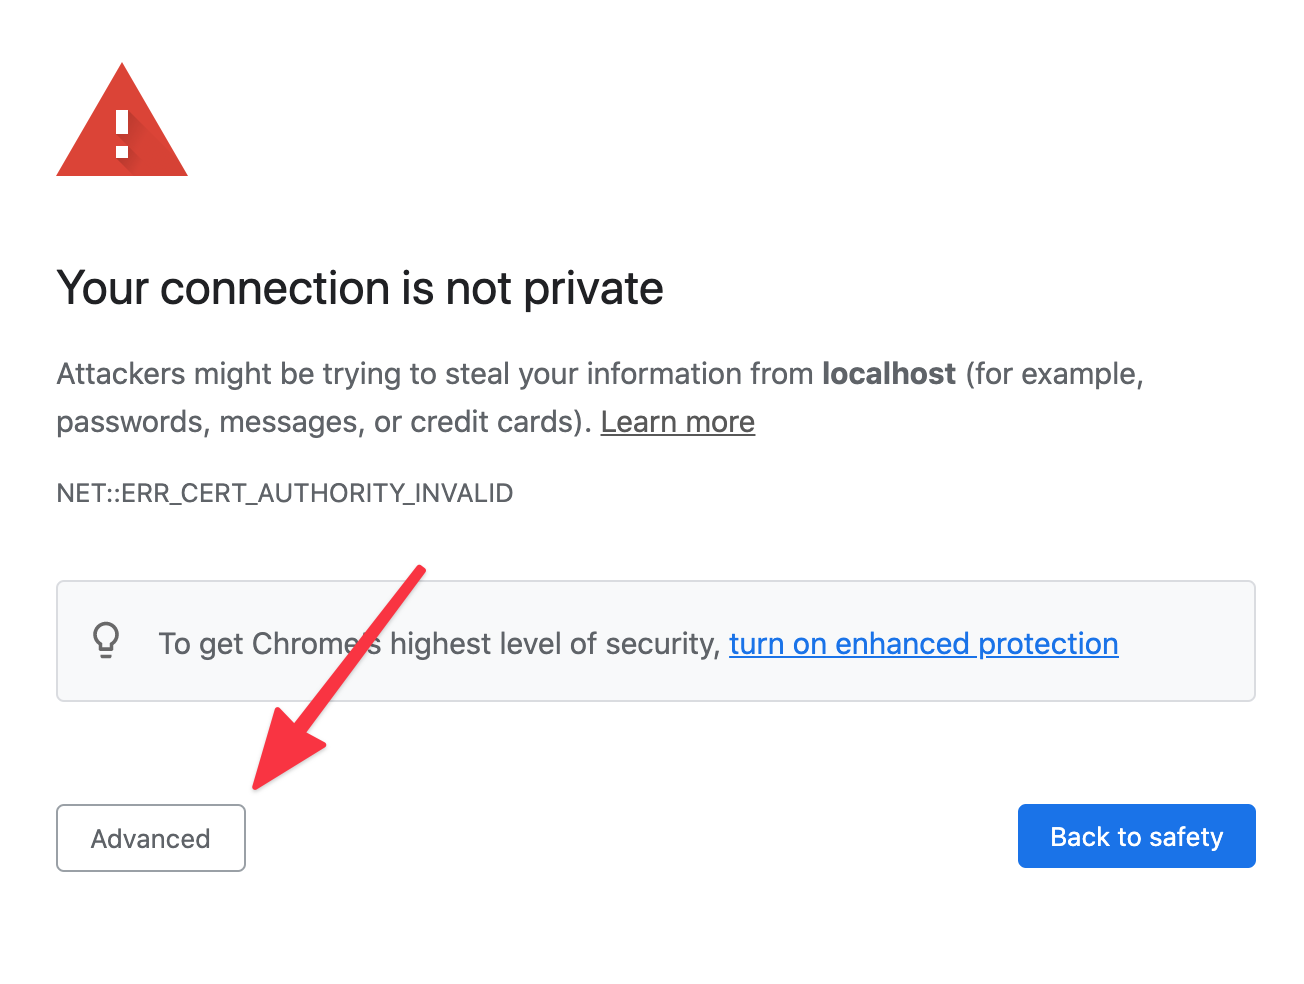 Your connection is not private
Attackers might be trying to steal your information from localhost (for example,
passwords, messages, or credit cards). Learn more
NET::ERR_CERT_AUTHORITY_INVALID
To get Chrome's highest level of security, turn on enhanced protection
Advanced
Back to safety